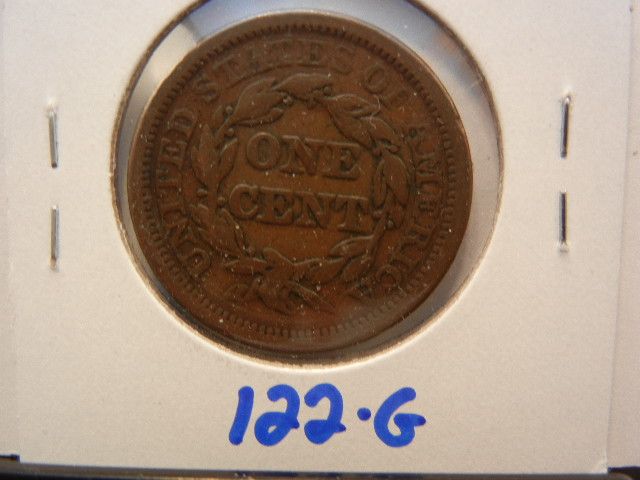 UNITED STATES OF AMERICA
ONE
CENT
122.G